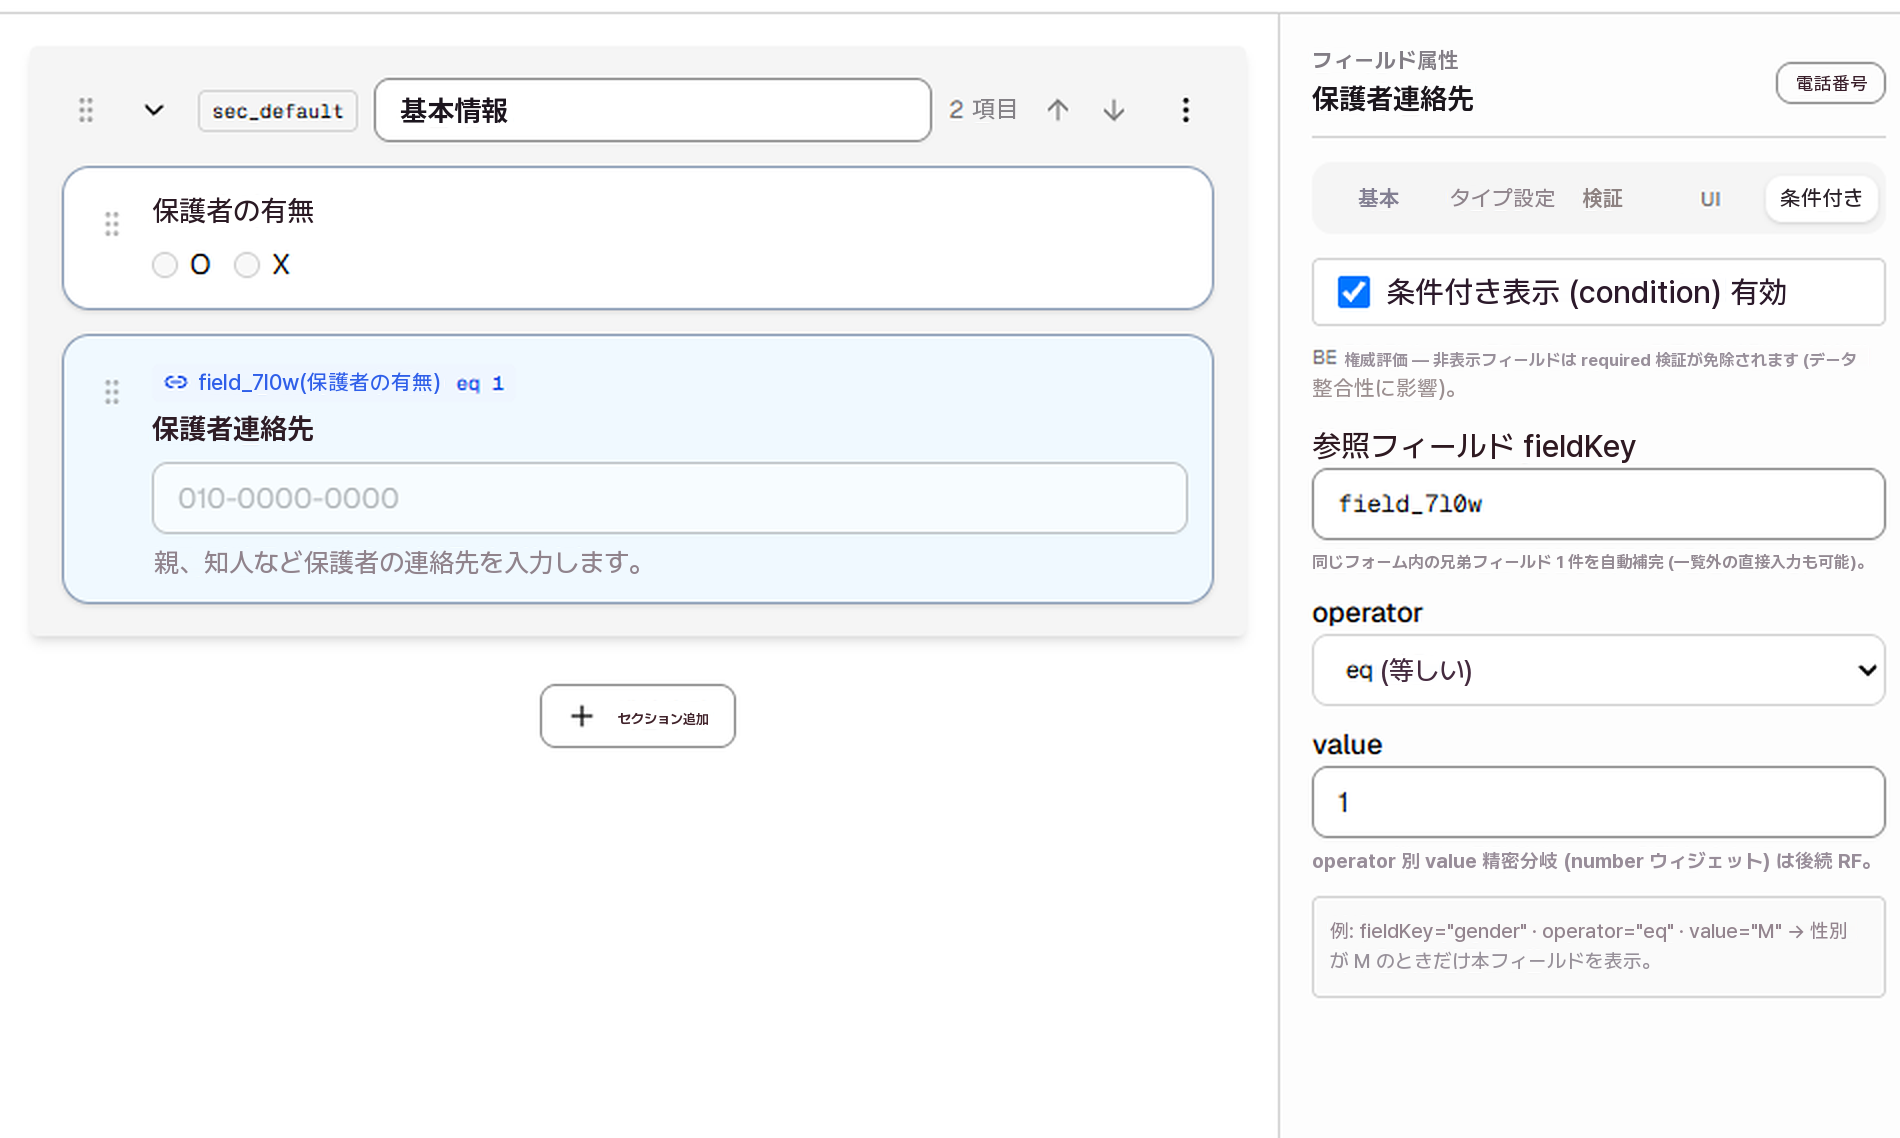 sec_default
基本情報
2 項目
保護者の有無
O X
field_7l0w(保護者の有無) eq 1
保護者連絡先
010-0000-0000
親、知人など保護者の連絡先を入力します。
セクション追加
フィールド属性
保護者連絡先
電話番号
基本 タイプ設定 検証 UI 条件付き
条件付き表示 (condition) 有効
BE 権威評価 — 非表示フィールドは required 検証が免除されます (データ
整合性に影響)。
参照フィールド fieldKey
field_7l0w
同じフォーム内の兄弟フィールド 1 件を自動補完 (一覧外の直接入力も可能)。
operator
eq (等しい)
value
1
operator 別 value 精密分岐 (number ウィジェット) は後続 RF。
例: fieldKey="gender" · operator="eq" · value="M" → 性別
が M のときだけ本フィールドを表示。